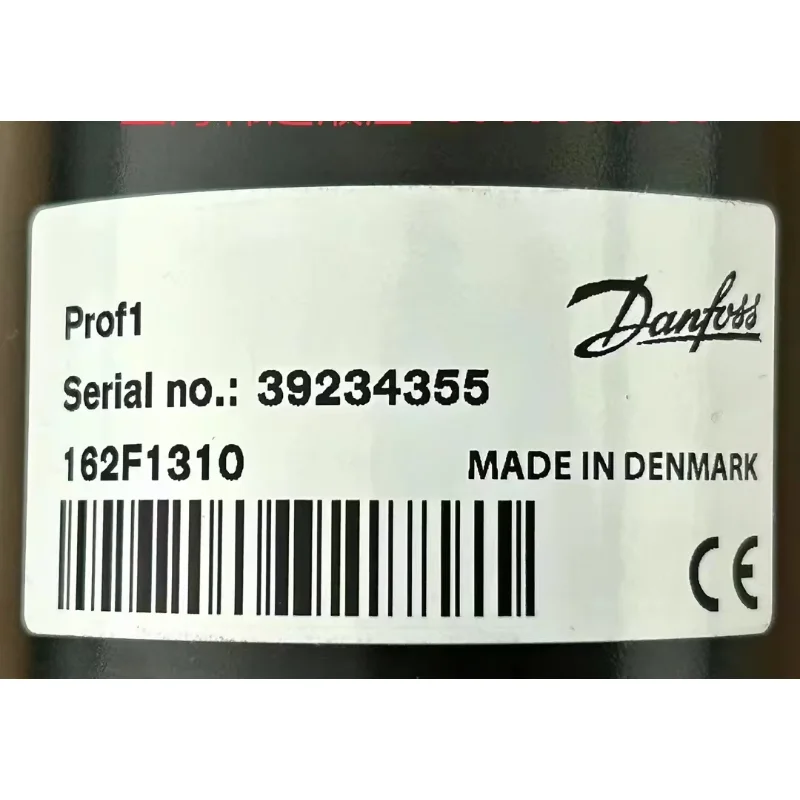 Prof1
Danfoss
Serial no.: 39234355
162F1310
MADE IN DENMARK
CE